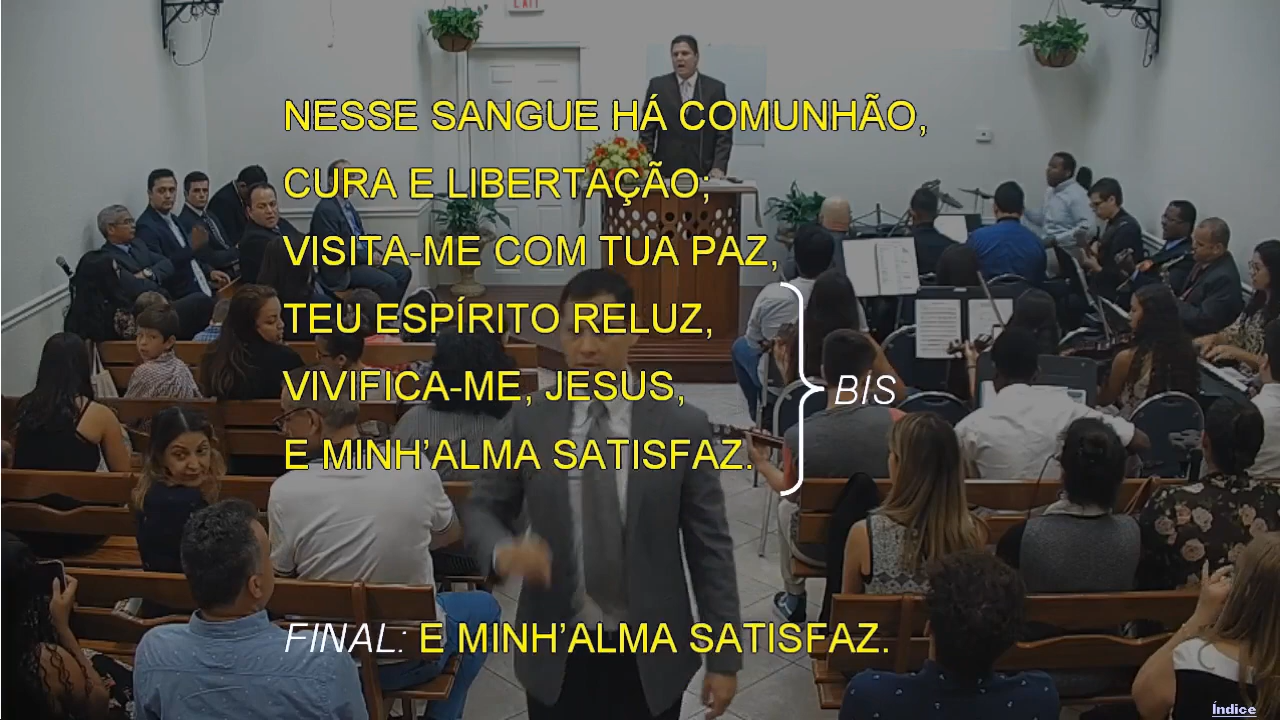 EXIT
NESSE SANGUE HÁ COMUNHÃO,
CURA E LIBERTAÇÃO;
VISITA-ME COM TUA PAZ,
TEU ESPÍRITO RELUZ,
VIVIFICA-ME, JESUS,
BIS
E MINH’ALMA SATISFAZ.
FINAL: E MINH’ALMA SATISFAZ.
Índice